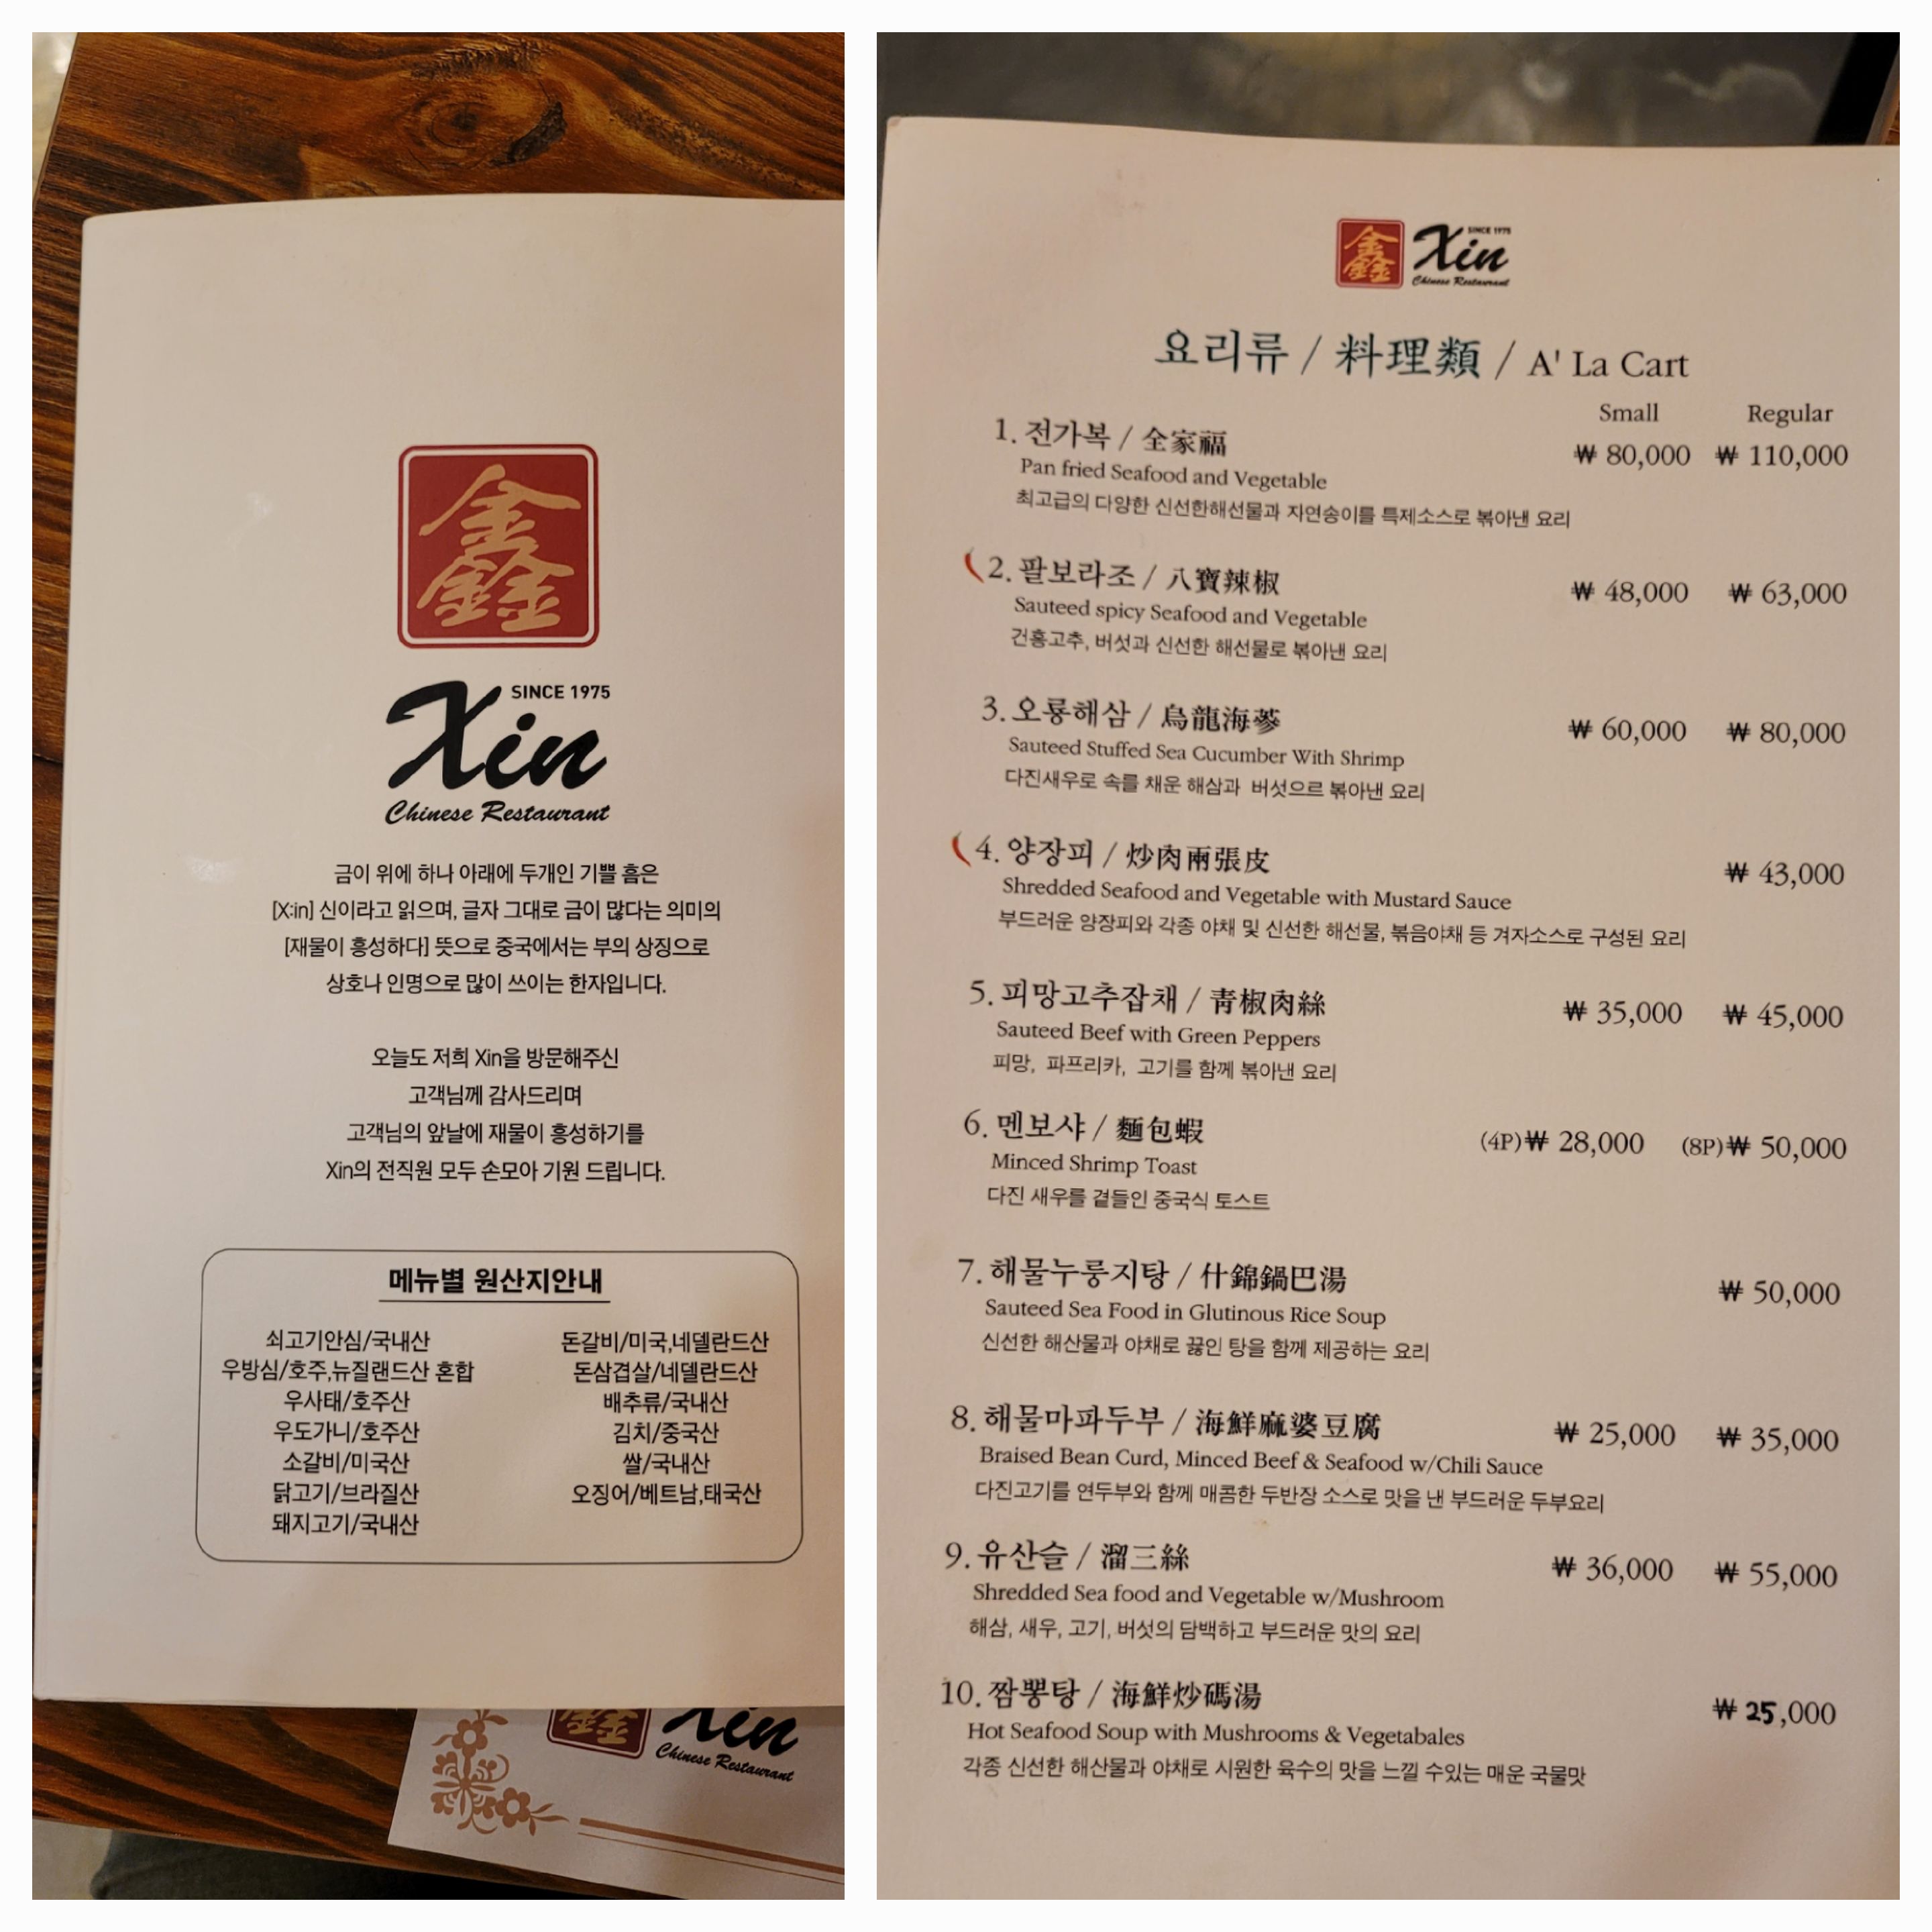 鑫
SINCE 1975
Xin
Chinese Restaurant
금이 위에 하나 아래에 두개인 기쁠 흠은
[X:in] 신이라고 읽으며, 글자 그대로 금이 많다는 의미의
[재물이 흥성하다] 뜻으로 중국에서는 부의 상징으로
상호나 인명으로 많이 쓰이는 한자입니다.
오늘도 저희 Xin을 방문해주신
고객님께 감사드리며
고객님의 앞날에 재물이 흥성하기를
Xin의 전직원 모두 손모아 기원 드립니다.
메뉴별 원산지안내
쇠고기안심/국내산
우방심/호주,뉴질랜드산 혼합
우사태/호주산
우도가니/호주산
소갈비/미국산
닭고기/브라질산
돼지고기/국내산
돈갈비/미국,네델란드산
돈삼겹살/네델란드산
배추류/국내산
김치/중국산
쌀/국내산
오징어/베트남,태국산
鑫
Xin
Chinese Restaurant
鑫
SINCE 1975
Xin
Chinese Restaurant
요리류 / 料理類 / A' La Cart
Small Regular
1. 전가복 / 全家福 ₩ 80,000 ₩ 110,000
Pan fried Seafood and Vegetable
최고급의 다양한 신선한해선물과 자연송이를 특제소스로 볶아낸 요리
2. 팔보라조 / 八寶辣椒 ₩ 48,000 ₩ 63,000
Sauteed spicy Seafood and Vegetable
건홍고추, 버섯과 신선한 해선물로 볶아낸 요리
3. 오룡해삼 / 烏龍海蔘 ₩ 60,000 ₩ 80,000
Sauteed Stuffed Sea Cucumber With Shrimp
다진새우로 속를 채운 해삼과 버섯으르 볶아낸 요리
4. 양장피 / 炒肉兩張皮 ₩ 43,000
Shredded Seafood and Vegetable with Mustard Sauce
부드러운 양장피와 각종 야채 및 신선한 해선물, 볶음야채 등 겨자소스로 구성된 요리
5. 피망고추잡채 / 靑椒肉絲 ₩ 35,000 ₩ 45,000
Sauteed Beef with Green Peppers
피망, 파프리카, 고기를 함께 볶아낸 요리
6. 멘보샤 / 麵包蝦 (4P)₩ 28,000 (8P)₩ 50,000
Minced Shrimp Toast
다진 새우를 곁들인 중국식 토스트
7. 해물누룽지탕 / 什錦鍋巴湯 ₩ 50,000
Sauteed Sea Food in Glutinous Rice Soup
신선한 해산물과 야채로 끓인 탕을 함께 제공하는 요리
8. 해물마파두부 / 海鮮麻婆豆腐 ₩ 25,000 ₩ 35,000
Braised Bean Curd, Minced Beef & Seafood w/Chili Sauce
다진고기를 연두부와 함께 매콤한 두반장 소스로 맛을 낸 부드러운 두부요리
9. 유산슬 / 溜三絲 ₩ 36,000 ₩ 55,000
Shredded Sea food and Vegetable w/Mushroom
해삼, 새우, 고기, 버섯의 담백하고 부드러운 맛의 요리
10. 짬뽕탕 / 海鮮炒碼湯 ₩ 25,000
Hot Seafood Soup with Mushrooms & Vegetabales
각종 신선한 해산물과 야채로 시원한 육수의 맛을 느낄 수있는 매운 국물맛